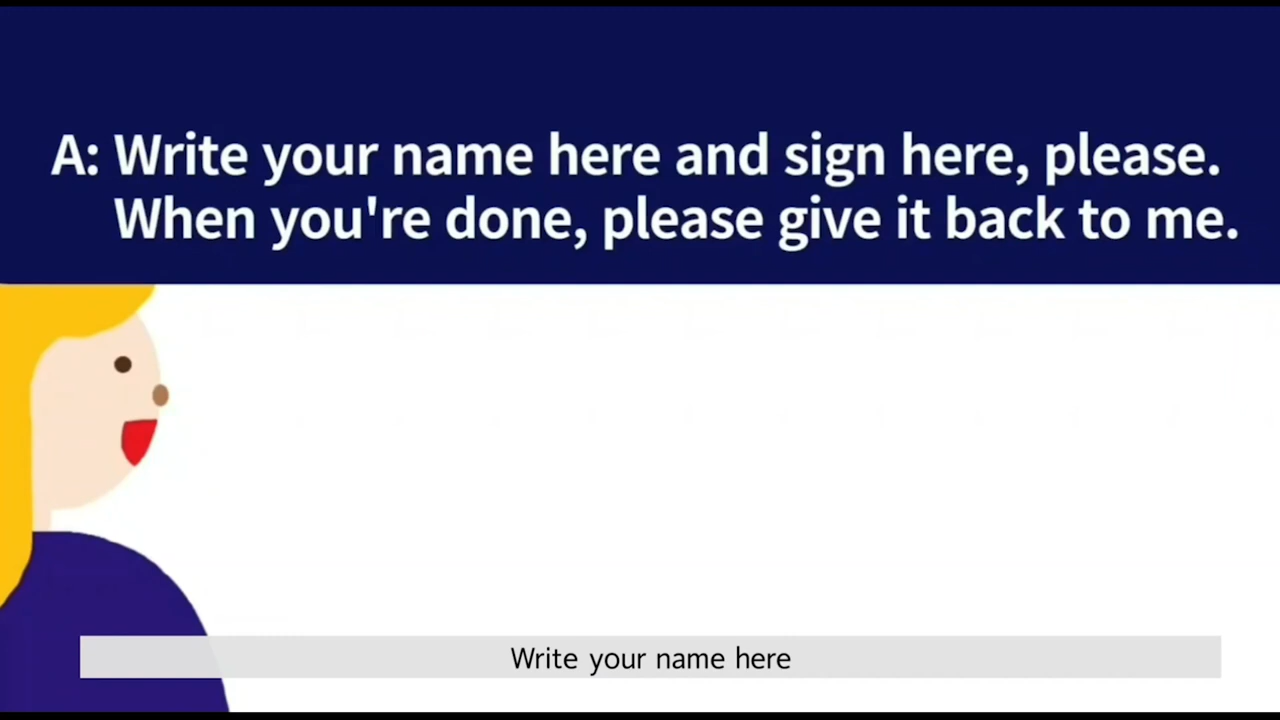 A: Write your name here and sign here, please.
When you're done, please give it back to me.
Write your name here